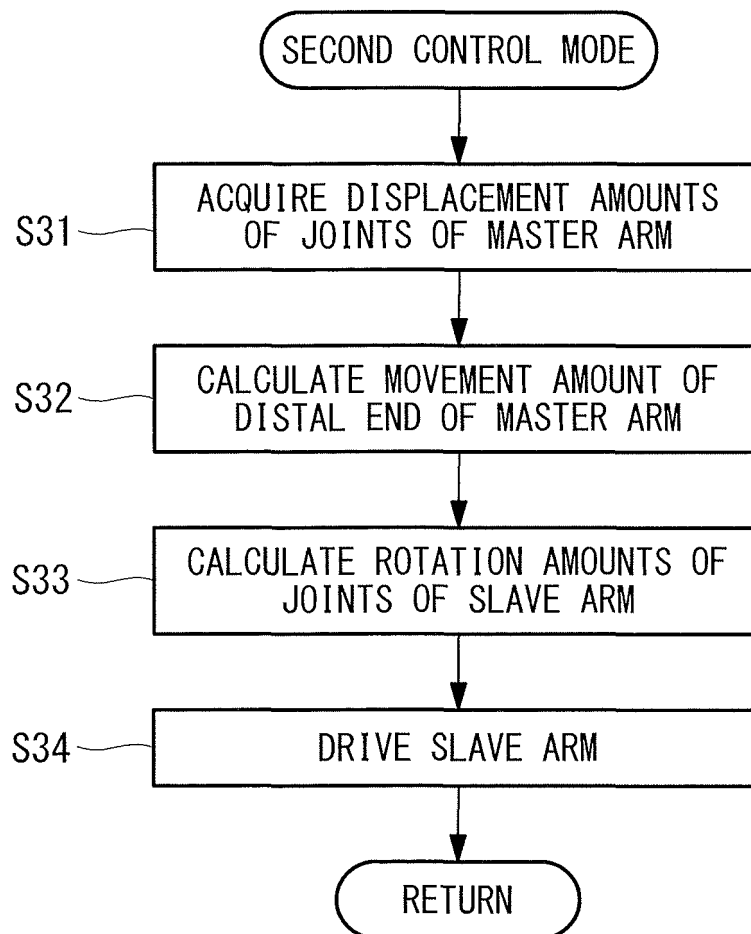 SECOND CONTROL MODE
S31
ACQUIRE DISPLACEMENT AMOUNTS
OF JOINTS OF MASTER ARM
S32
CALCULATE MOVEMENT AMOUNT OF
DISTAL END OF MASTER ARM
S33
CALCULATE ROTATION AMOUNTS OF
JOINTS OF SLAVE ARM
S34
DRIVE SLAVE ARM
RETURN